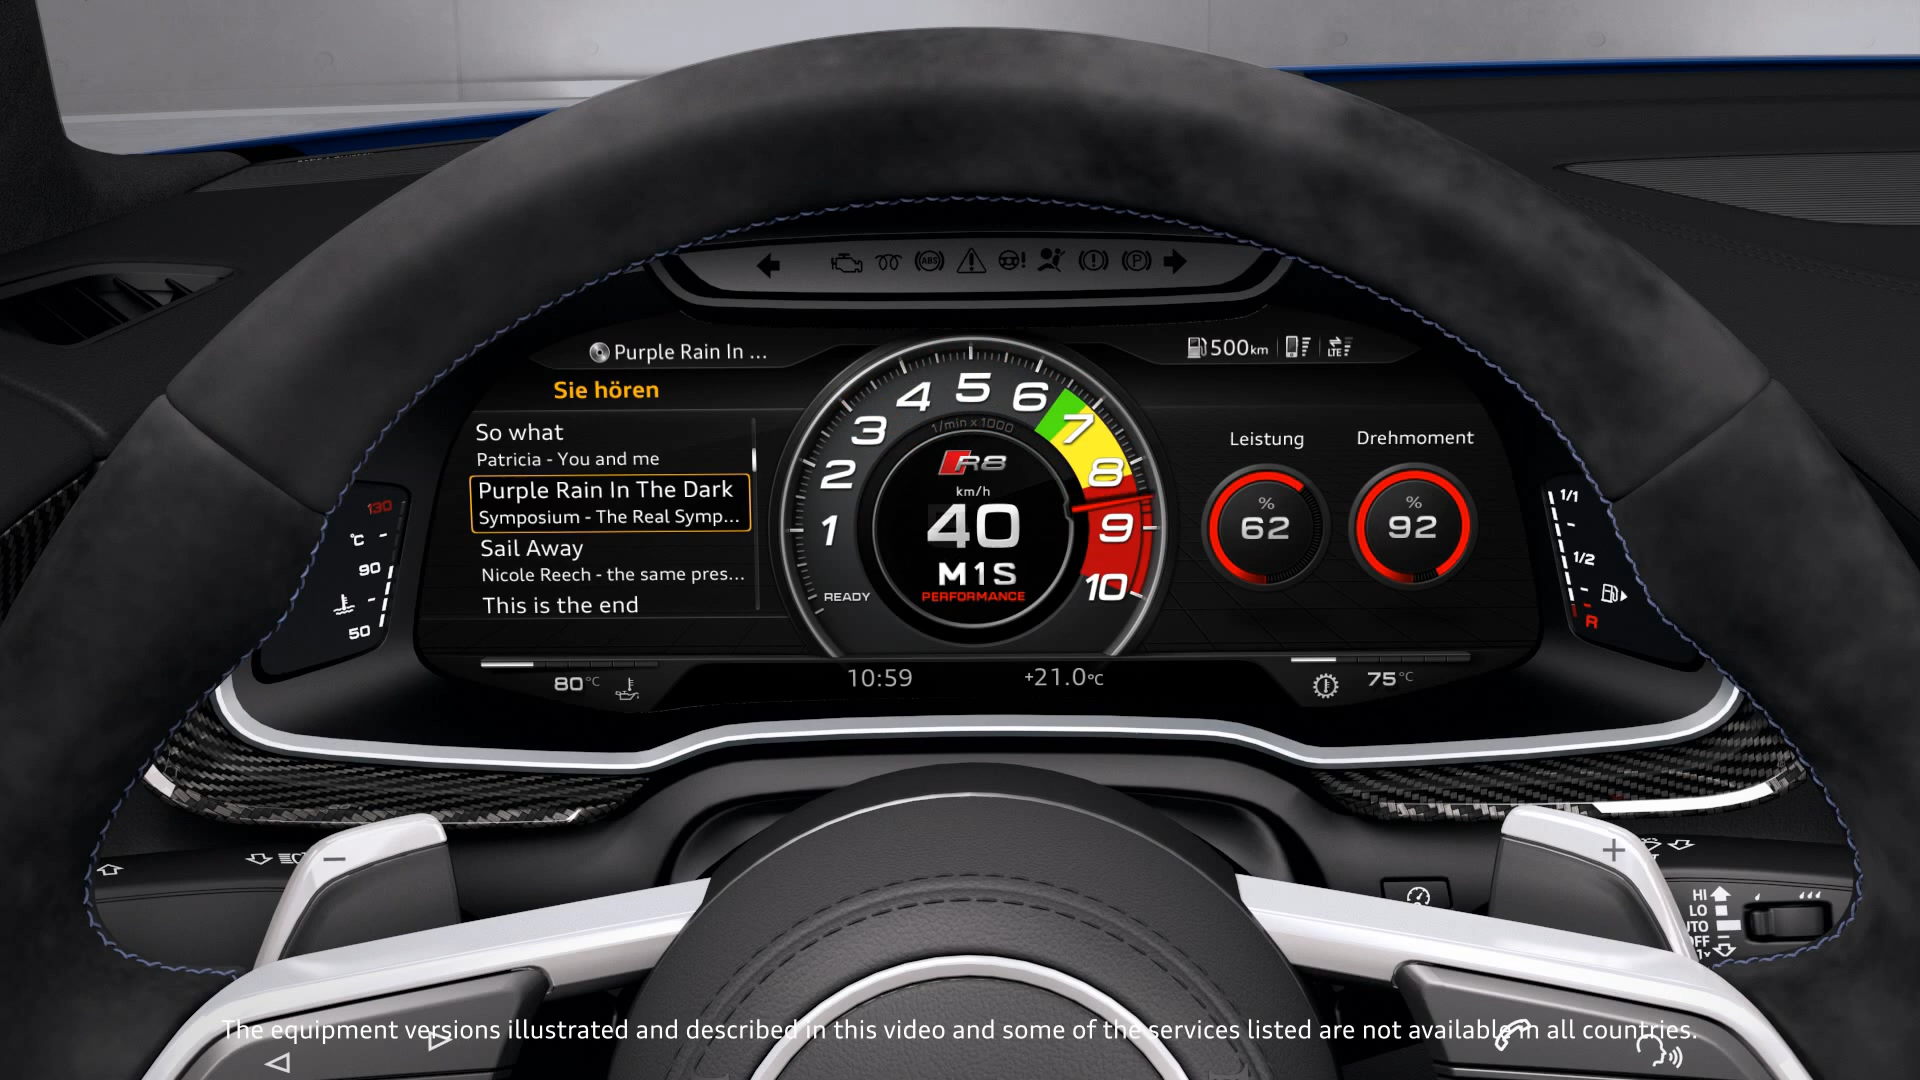 ABS
P
Purple Rain In ...
500km
LTE
Sie hören
So what
Patricia - You and me
Purple Rain In The Dark
Symposium - The Real Symp...
Sail Away
Nicole Reech - the same pres...
This is the end
1
2
3
4
5
6
7
8
9
10
1/min x 1000
R8
km/h
40
M1S
PERFORMANCE
READY
Leistung
%
62
Drehmoment
%
92
130
°C
90
50
1/1
1/2
R
80°C
10:59
+21.0°C
75°C
−
+
HI
LO
1x
The equipment versions illustrated and described in this video and some of the services listed are not available in all countries.